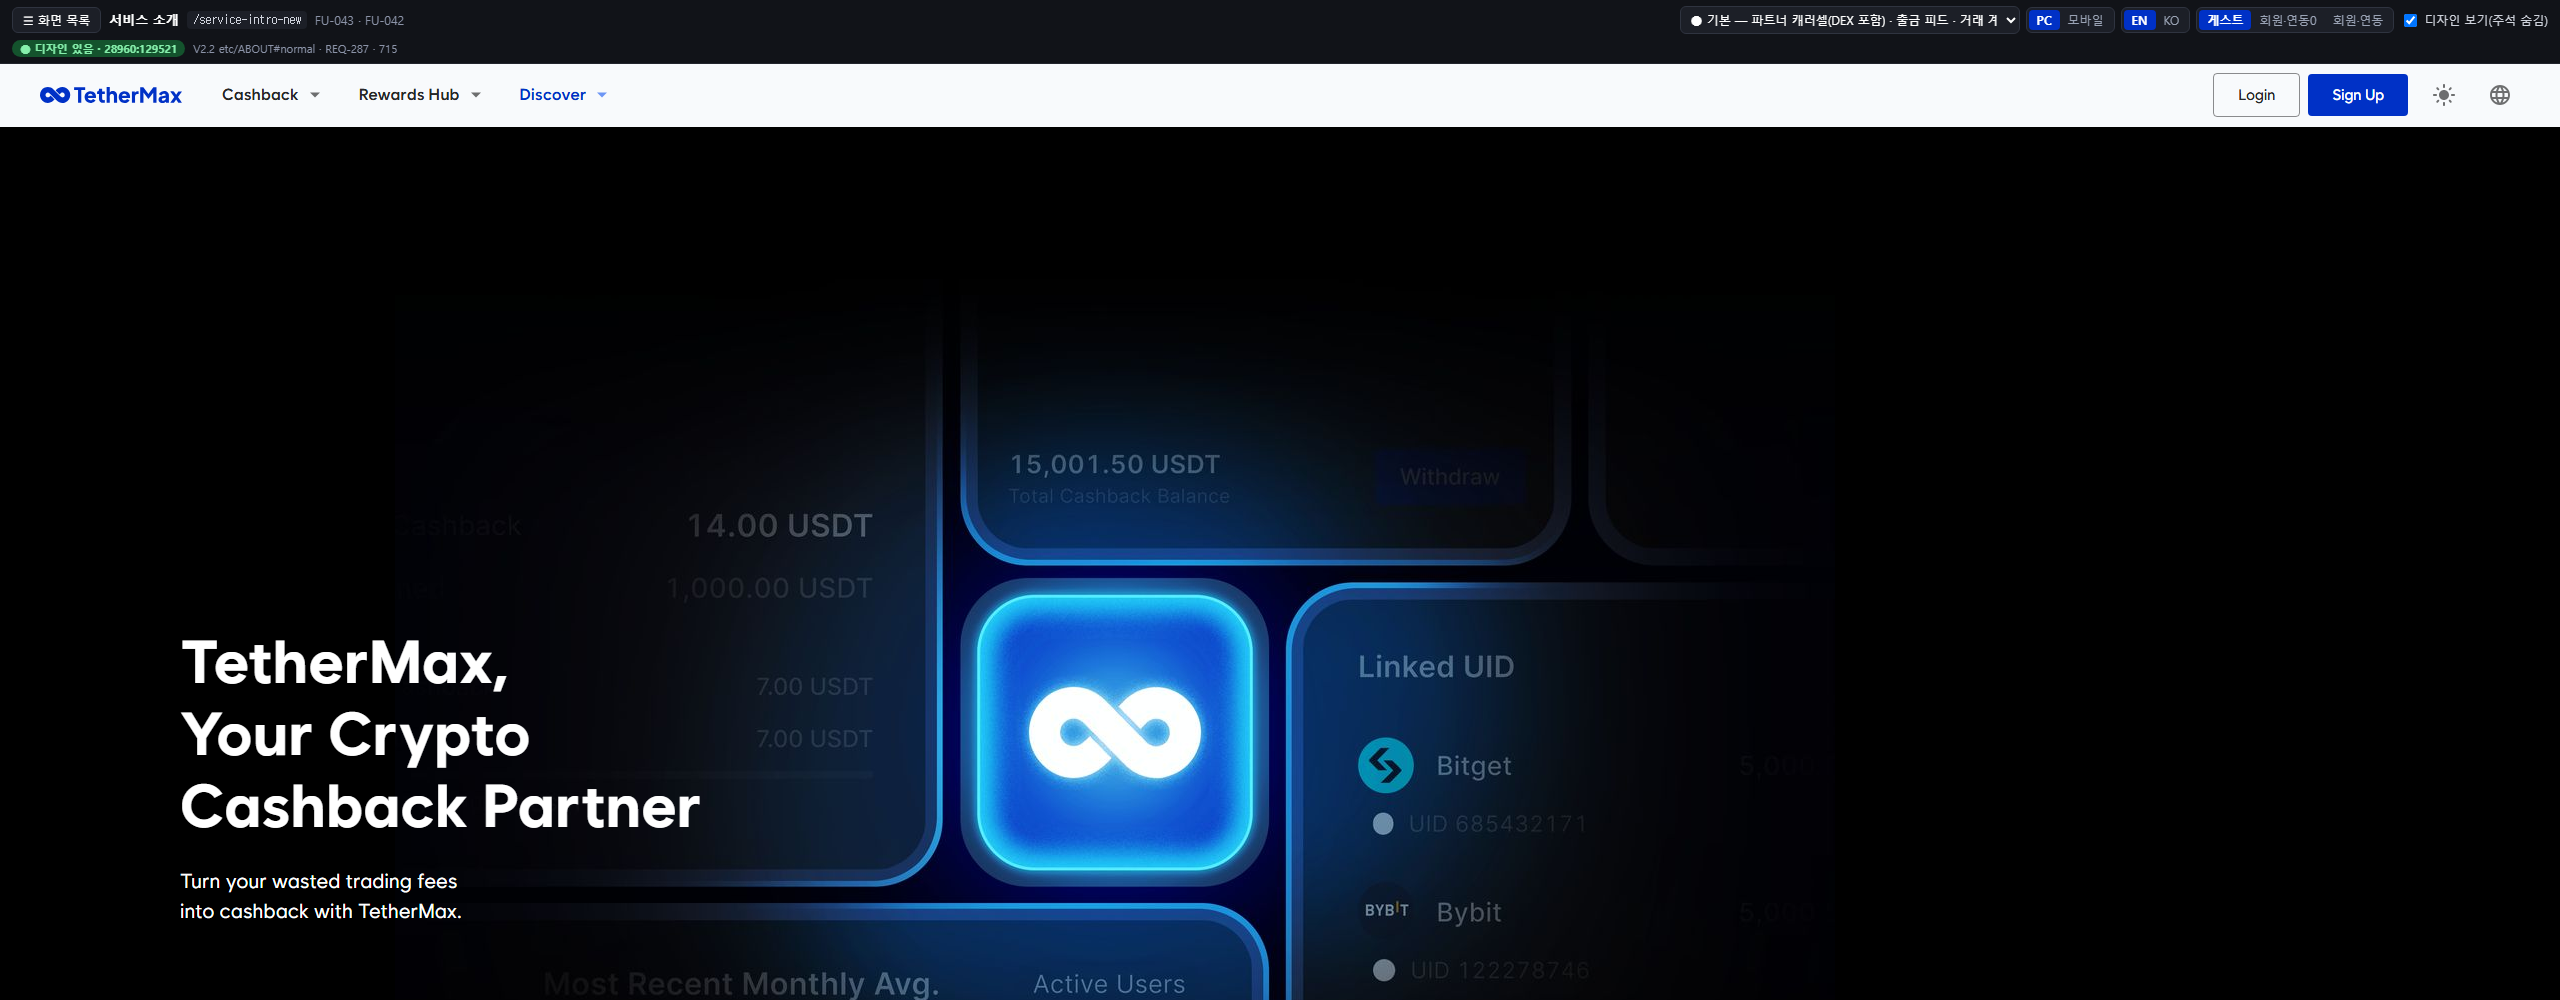 ☰ 화면 목록 서비스 소개 /service-intro-new FU-043 · FU-042
● 기본 — 파트너 캐러셀(DEX 포함) · 출금 피드 · 거래 계 PC 모바일 EN KO 게스트 회원·연동0 회원·연동 디자인 보기(주석 숨김)
● 디자인 있음 · 28960:129521 V2.2 etc/ABOUT#normal · REQ-287 · 715
TetherMax Cashback Rewards Hub Discover Login Sign Up
15,001.50 USDT Withdraw
Total Cashback Balance
Cashback 14.00 USDT
1,000.00 USDT
TetherMax,
Your Crypto
Cashback Partner
7.00 USDT
7.00 USDT
Turn your wasted trading fees
into cashback with TetherMax.
Linked UID
Bitget 5,000
UID 685432171
BYBIT Bybit 5,000
UID 122278746
Most Recent Monthly Avg. Active Users